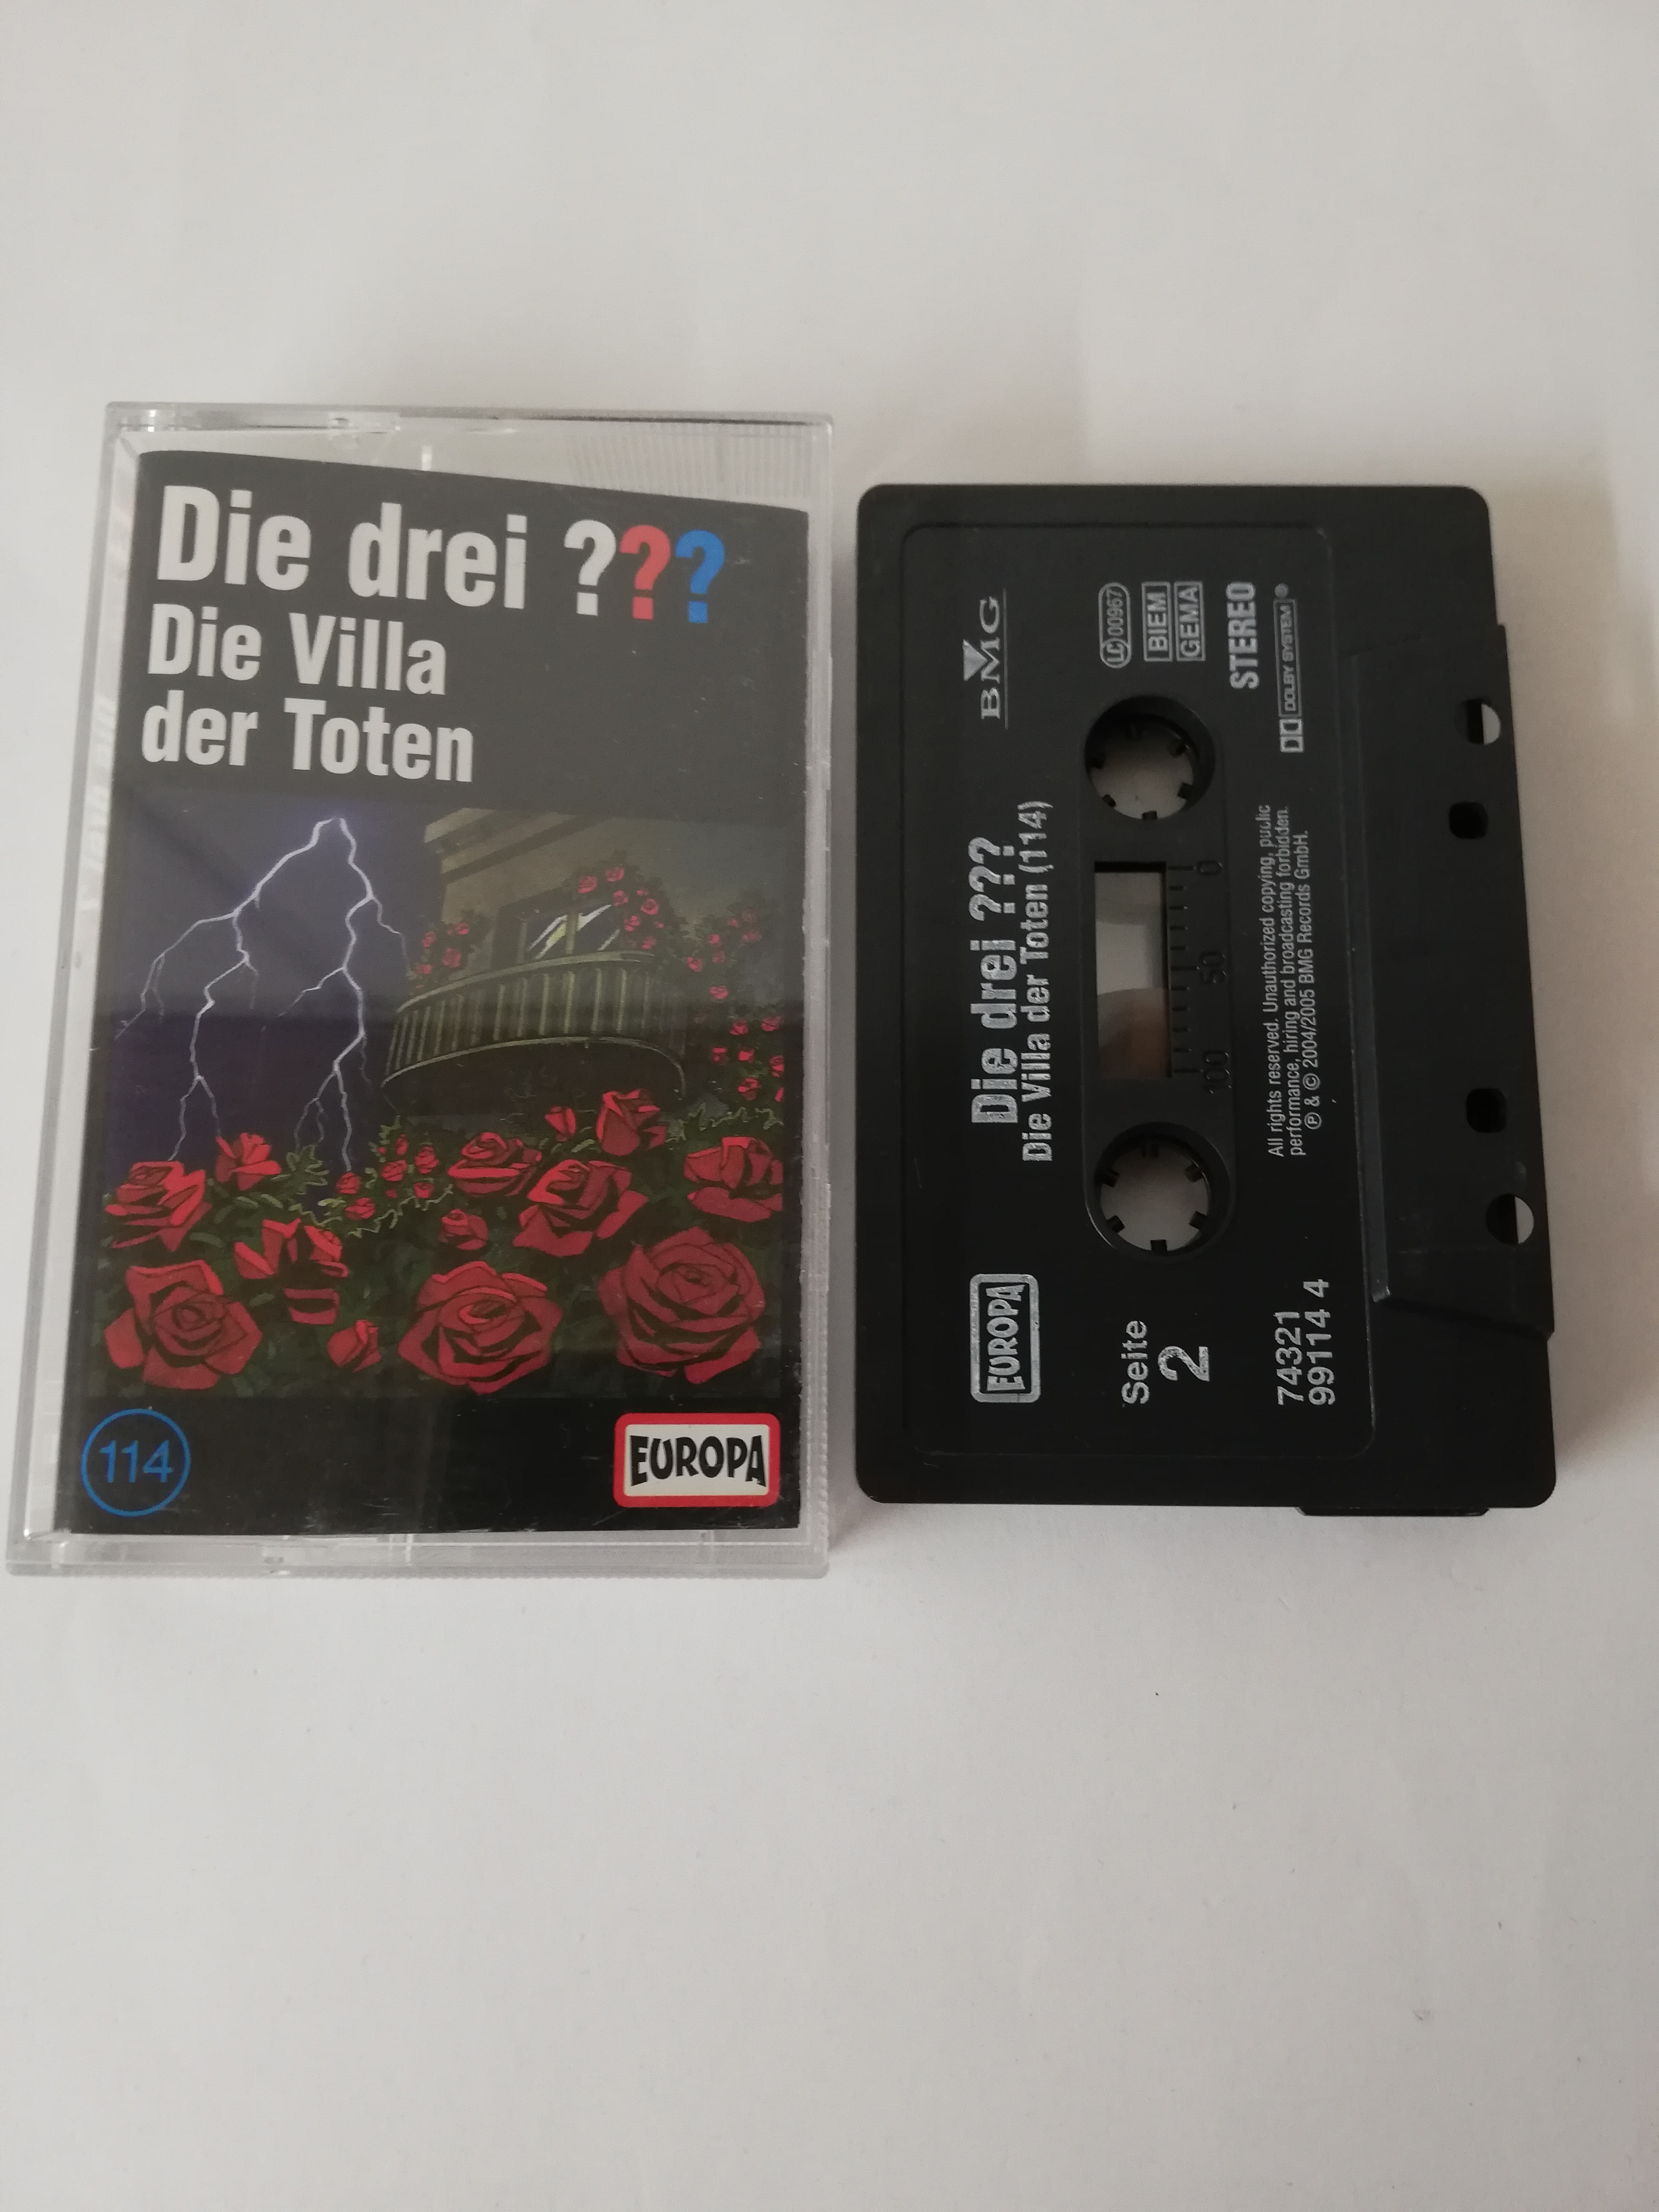 Die drei ???
Die Villa
der Toten
114
EUROPA
EUROPA
Die drei ???
Die Villa der Toten (114)
BMG
Seite
2
100 50 0
LC 00967
BIEM
GEMA
STEREO
DOLBY SYSTEM®
74321
99114 4
All rights reserved. Unauthorized copying, public
performance, hiring and broadcasting forbidden.
℗ & © 2004/2005 BMG Records GmbH.